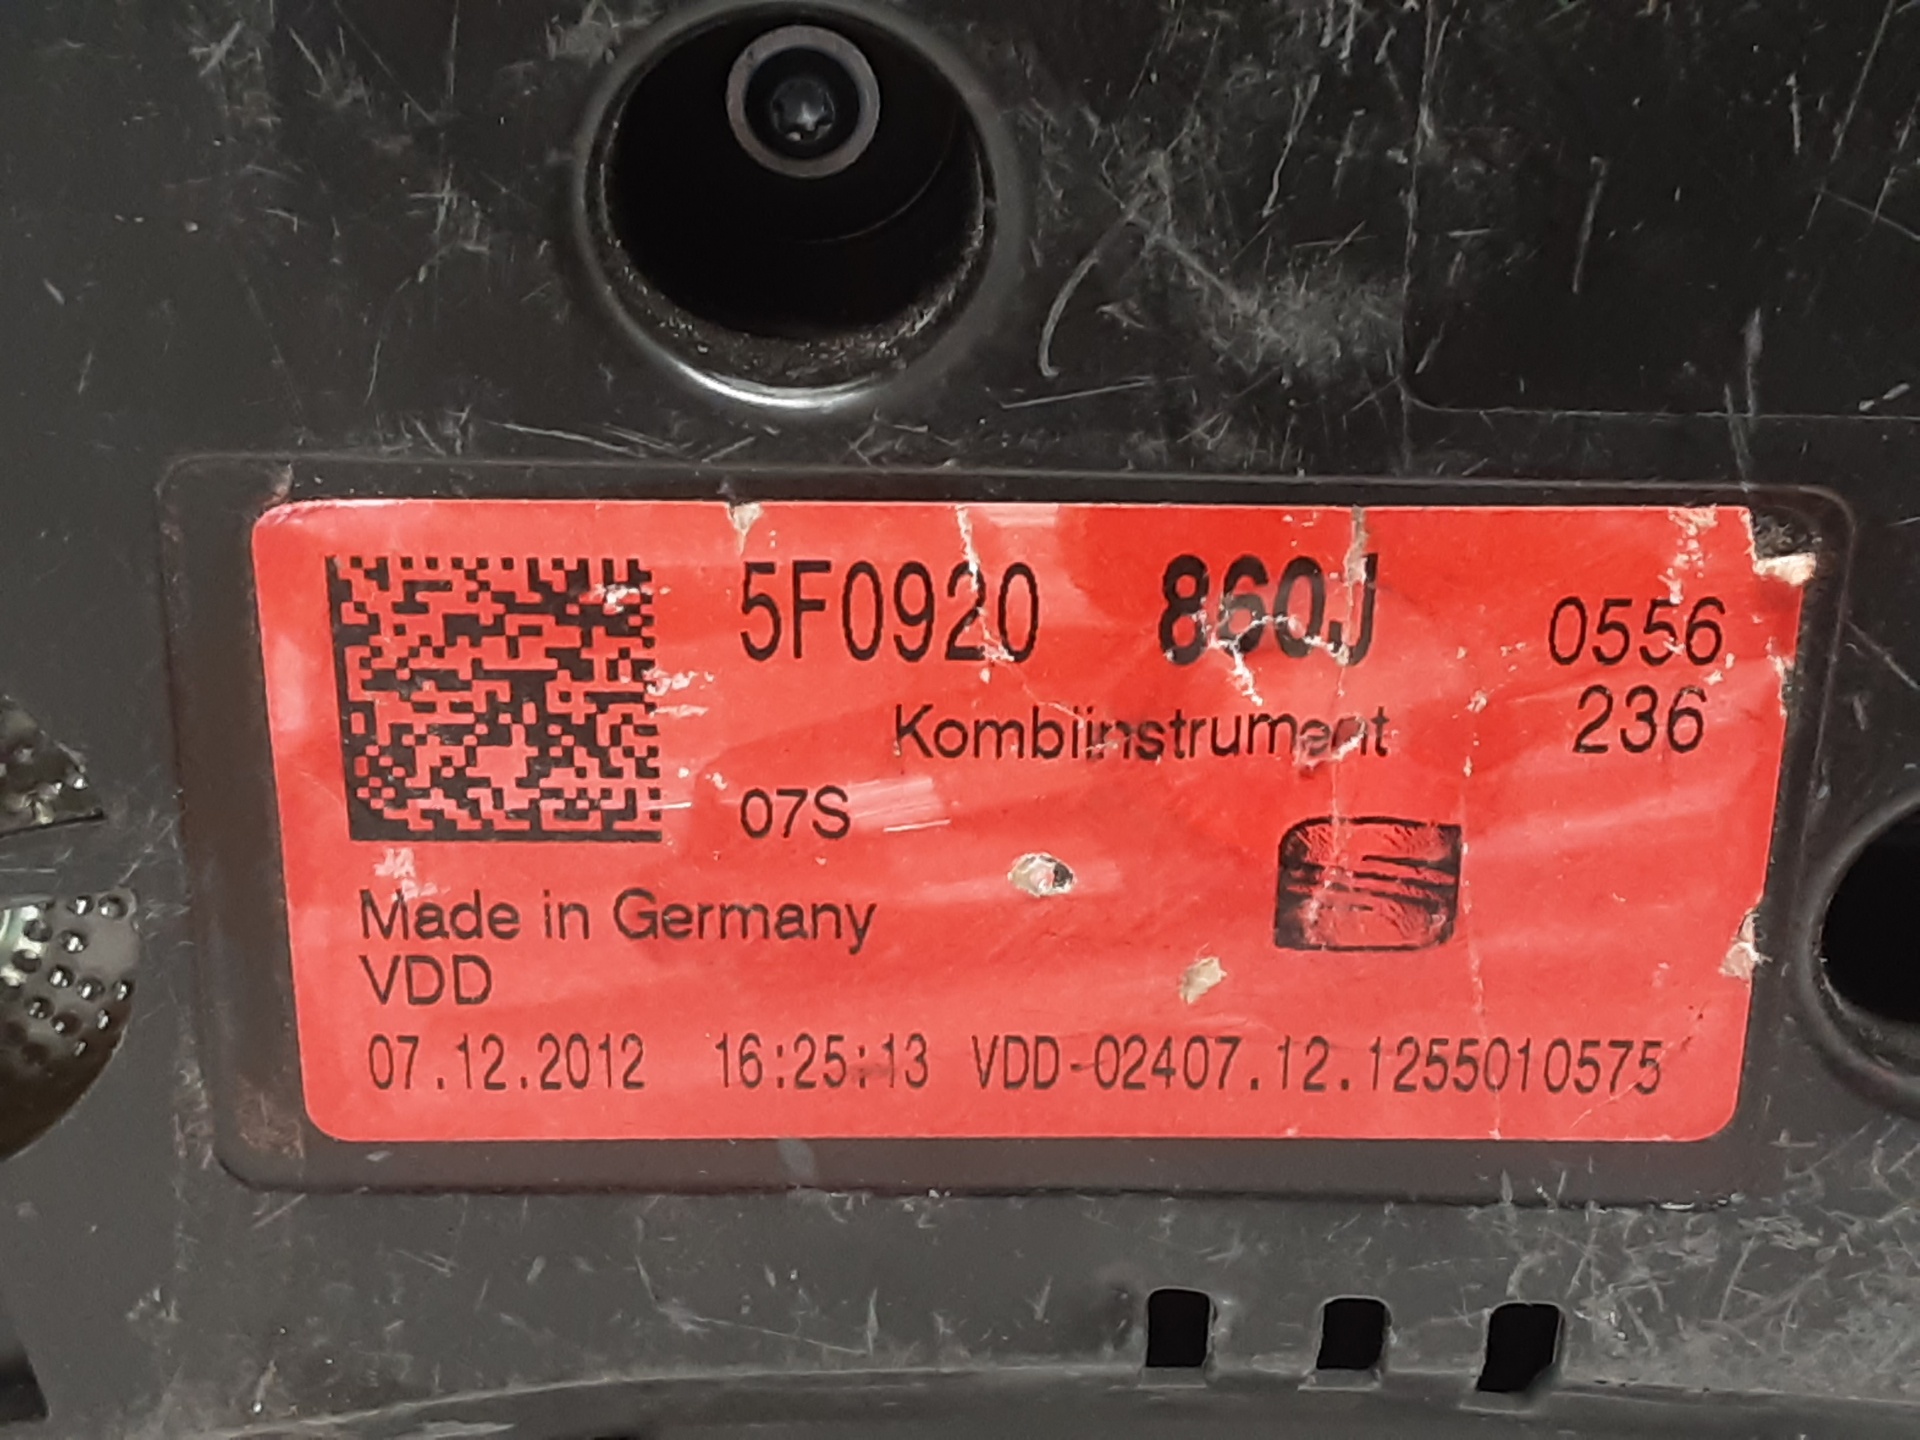 5F0920 860J 0556
Kombiinstrument 236
07S
Made in Germany
VDD
07.12.2012 16:25:13 VDD-02407.12.1255010575